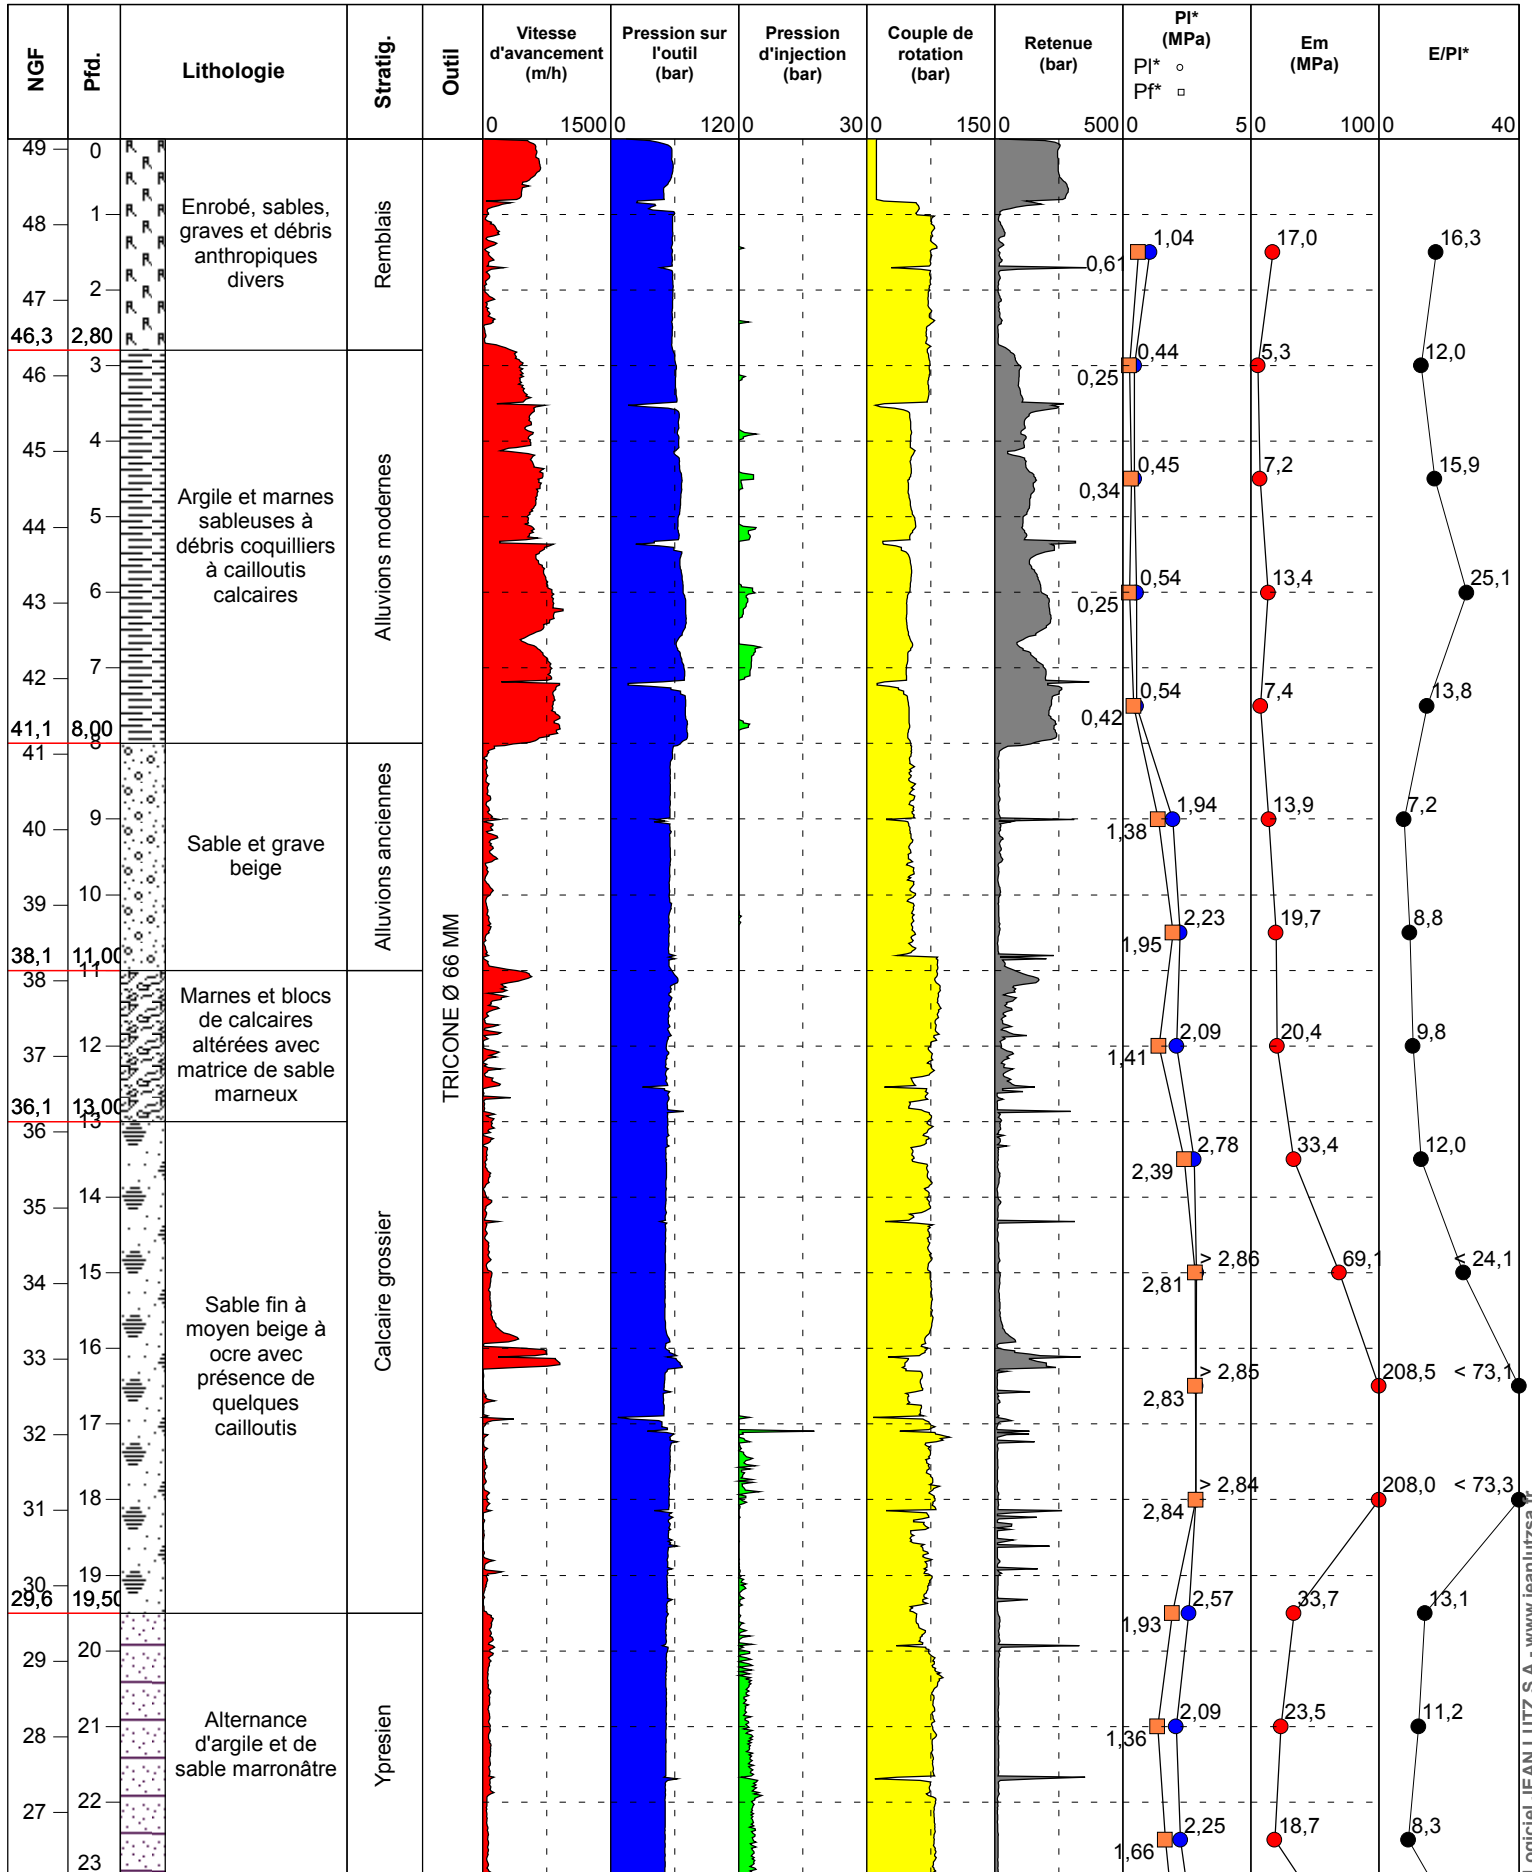 NGF
Pfd.
Lithologie
Stratig.
Outil
Vitesse
d'avancement
(m/h)
0 1500
Pression sur
l'outil
(bar)
0 120
Pression
d'injection
(bar)
0 30
Couple de
rotation
(bar)
0 150
Retenue
(bar)
0 500
Pl*
(MPa)
Pl*
Pf*
0 5
Em
(MPa)
0 100
E/Pl*
0 40
49
0
1
48
2
47
46,3 2,80
3
46
4
45
5
44
6
43
7
42
41,1 8,00
8
41
9
40
10
39
38,1 11,00
11
38
12
37
36,1 13,00
13
36
14
35
15
34
16
33
17
32
18
31
19
30
29,6 19,50
20
29
21
28
22
27
23
R R R R R R R R R R R R R R R R R R
Enrobé, sables,
graves et débris
anthropiques
divers
Remblais
Argile et marnes
sableuses à
débris coquilliers
à cailloutis
calcaires
Alluvions modernes
Sable et grave
beige
Alluvions anciennes
Marnes et blocs
de calcaires
altérées avec
matrice de sable
marneux
Sable fin à
moyen beige à
ocre avec
présence de
quelques
cailloutis
Calcaire grossier
Alternance
d'argile et de
sable marronâtre
Ypresien
TRICONE Ø 66 MM
0,61 1,04 17,0 16,3
0,25 0,44 5,3 12,0
0,34 0,45 7,2 15,9
0,25 0,54 13,4 25,1
0,42 0,54 7,4 13,8
1,38 1,94 13,9 7,2
1,95 2,23 19,7 8,8
1,41 2,09 20,4 9,8
2,39 2,78 33,4 12,0
2,81 > 2,86 69,1 < 24,1
2,83 > 2,85 208,5 < 73,1
2,84 > 2,84 208,0 < 73,3
1,93 2,57 33,7 13,1
1,36 2,09 23,5 11,2
1,66 2,25 18,7 8,3
JEAN LUTZ S.A - www.jeanlutzsa.fr